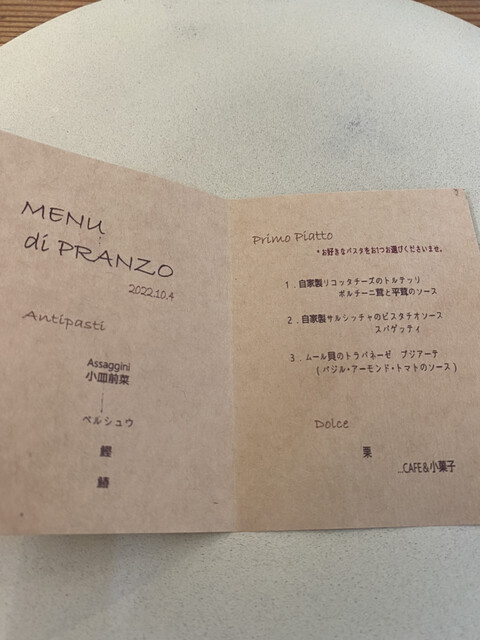 MENU
di PRANZO
2022.10.4
Antipasti
Assaggini
小皿前菜
ペルシュウ
鰹
Primo Piatto
*お好きなパスタをお1つお選びくださいませ。
1.自家製リコッタチーズのトルテッリ
ポルチーニ茸と平茸のソース
2.自家製サルシッチャのピスタチオソース
スパゲッティ
3.ムール貝のトラパネーゼ ブジアーテ
(バジル・アーモンド・トマトのソース)
Dolce
栗
...CAFE&小菓子